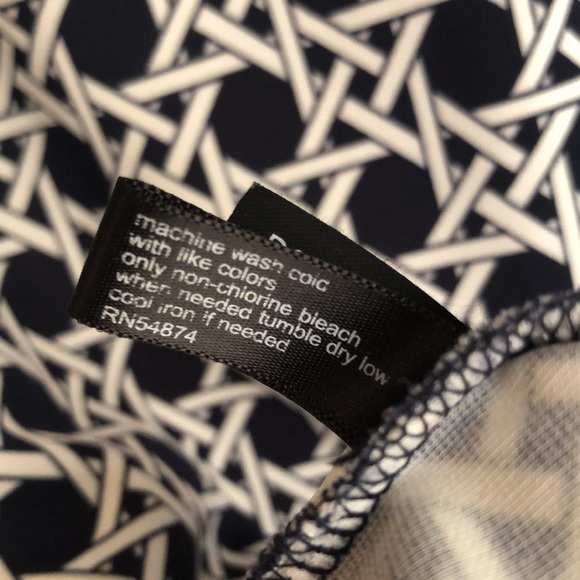 machine wash cold
with like colors
only non-chlorine bleach
when needed tumble dry low
cool iron if needed
RN54874